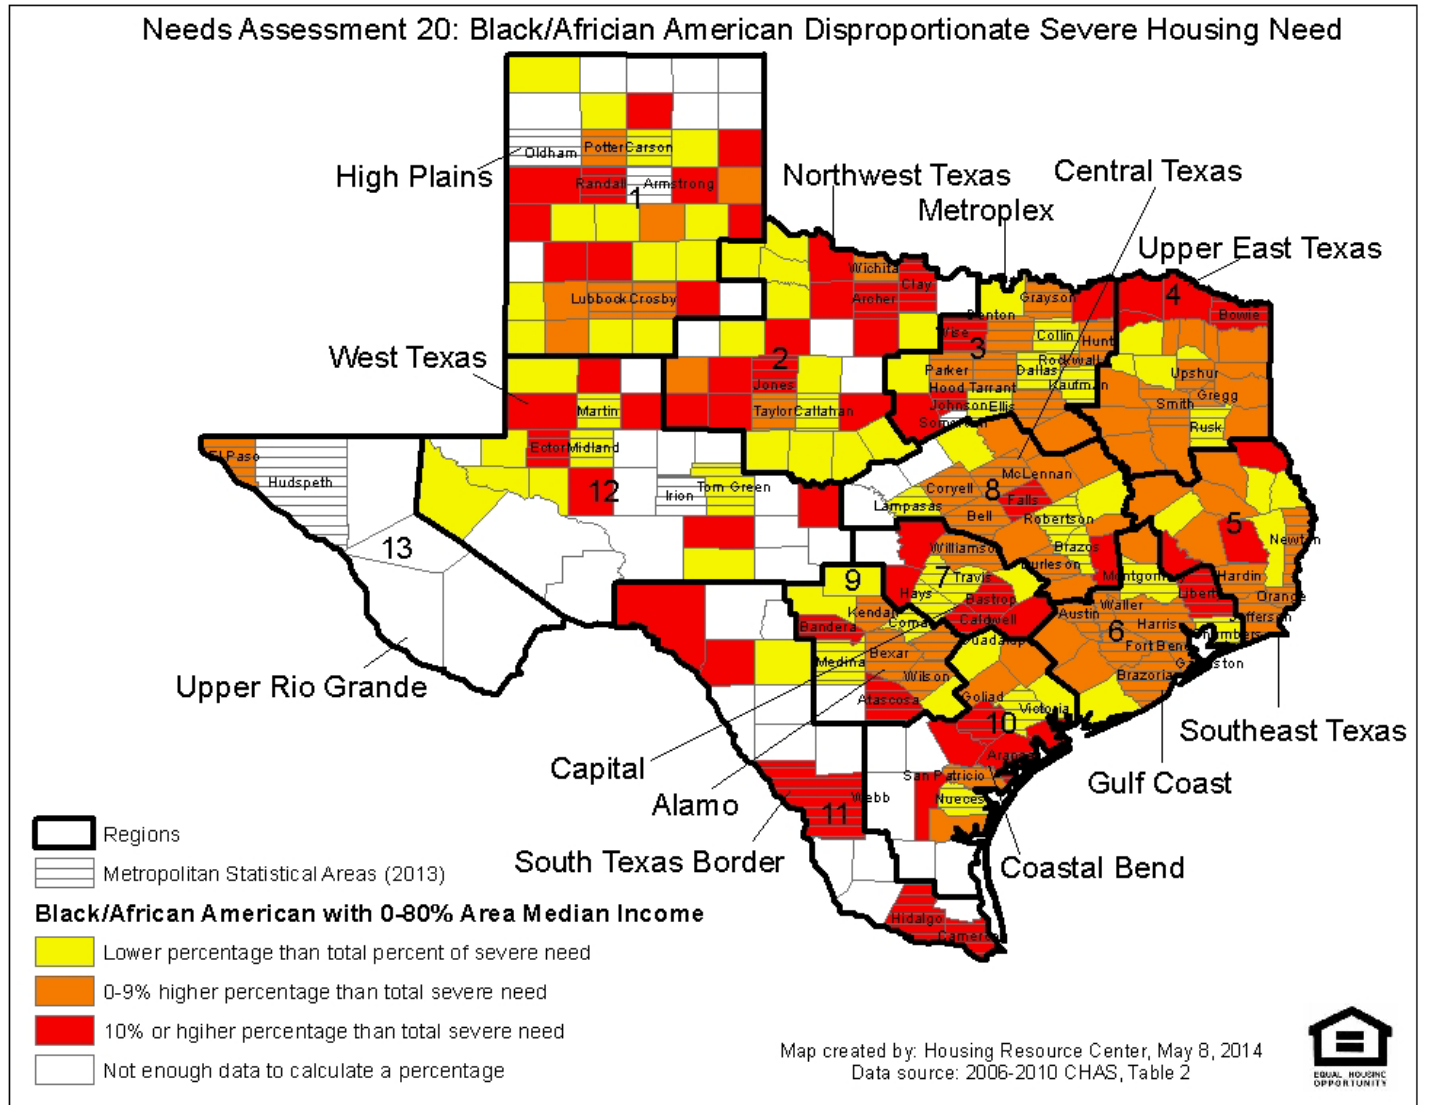 Needs Assessment 20: Black/Africian American Disproportionate Severe Housing Need
Oldham
Potter
Carson
High Plains
Randall
Armstrong
1
Northwest Texas
Central Texas
Metroplex
Upper East Texas
Wichita
Clay
Archer
Lubbock
Crosby
Grayson
4
Bowie
Denton
Wise
Collin
Hunt
3
Rockwall
West Texas
2
Jones
Parker
Dallas
Kaufman
Upshur
Hood
Tarrant
Gregg
Martin
Taylor
Callahan
Johnson
Ellis
Smith
Somervell
Rusk
El Paso
Ector
Midland
Hudspeth
12
Irion
Tom Green
McLennan
Coryell
8
Falls
Lampasas
Bell
Robertson
5
Newton
13
Williamson
Brazos
Burleson
9
7
Travis
Montgomery
Hardin
Hays
Bastrop
Liberty
Orange
Kendall
Caldwell
Austin
Waller
Jefferson
Bandera
Comal
6
Harris
Chambers
Guadalupe
Fort Bend
Medina
Bexar
Galveston
Upper Rio Grande
Wilson
Brazoria
Atascosa
Goliad
Victoria
10
Southeast Texas
Capital
Aransas
San Patricio
Gulf Coast
Alamo
Webb
Nueces
11
South Texas Border
Coastal Bend
Hidalgo
Cameron
Regions
Metropolitan Statistical Areas (2013)
Black/African American with 0-80% Area Median Income
Lower percentage than total percent of severe need
0-9% higher percentage than total severe need
10% or hgiher percentage than total severe need
Not enough data to calculate a percentage
Map created by: Housing Resource Center, May 8, 2014
Data source: 2006-2010 CHAS, Table 2
EQUAL HOUSING
OPPORTUNITY